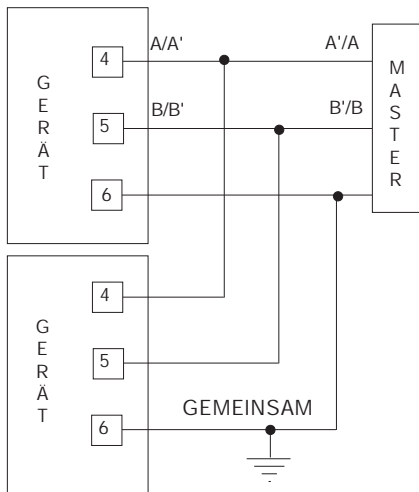 4 A/A' A'/A
5 B/B' B'/B
6
GERÄT
MASTER
4
5
6 GEMEINSAM
GERÄT